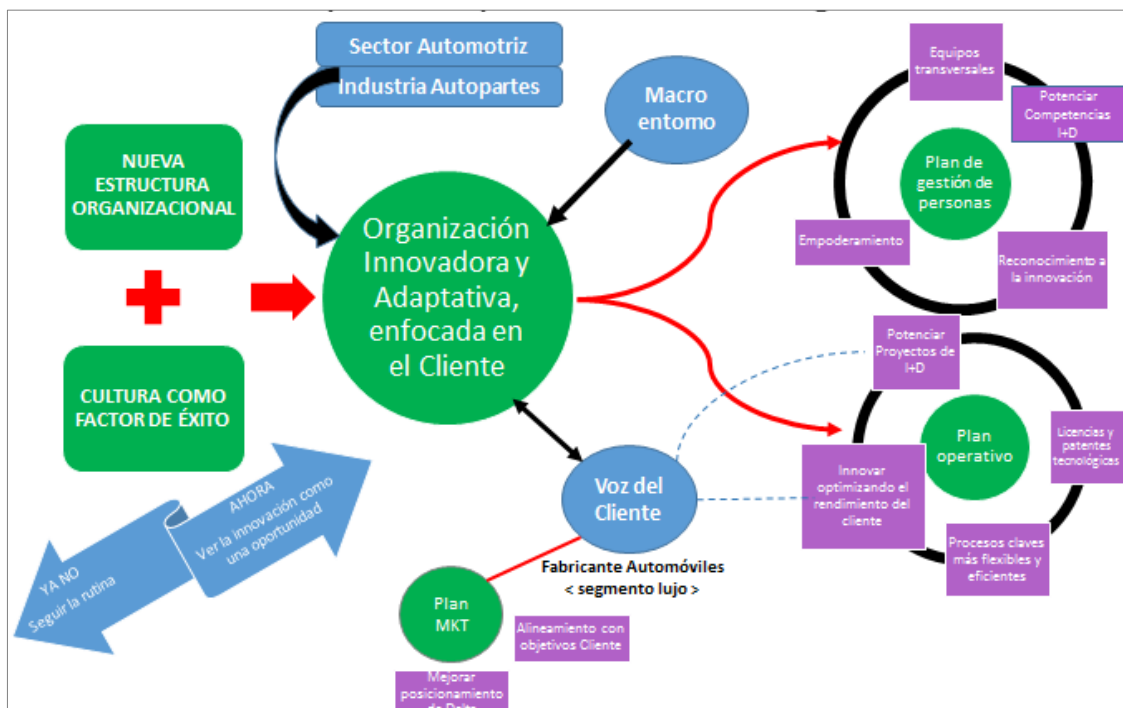 Sector Automotriz
Industria Autopartes
Macro
entomo
NUEVA
ESTRUCTURA
ORGANIZACIONAL
CULTURA COMO
FACTOR DE ÉXITO
Organización
Innovadora y
Adaptativa,
enfocada en
el Cliente
Equipos
transversales
Potenciar
Competencias
I+D
Plan de
gestión de
personas
Empoderamiento
Reconocimiento a
la innovación
Potenciar
Proyectos de
I+D
Plan
operativo
Licencias y
patentes
tecnológicas
Innovar
optimizando el
rendimiento del
cliente
Procesos claves
más flexibles y
eficientes
Voz del
Cliente
Fabricante Automóviles
< segmento lujo >
Plan
MKT
Alineamiento con
objetivos Cliente
Mejorar
posicionamiento
YA NO
Seguir la rutina
AHORA
Ver la innovación como
una oportunidad